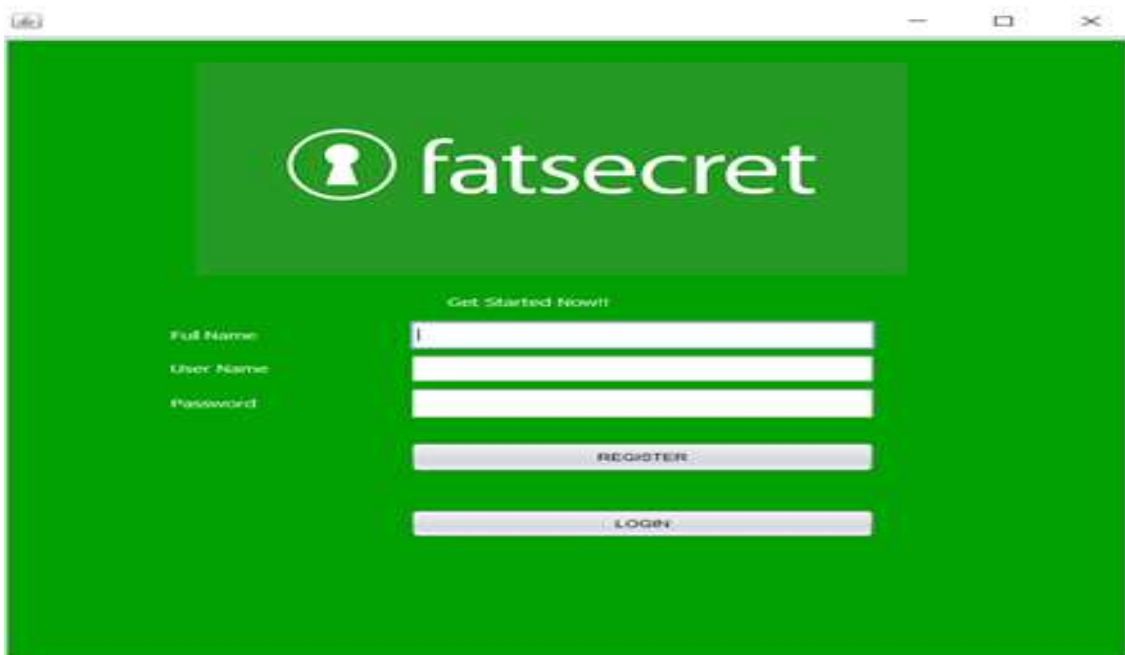 fatsecret
Get Started Now!!
Full Name
User Name
Password
REGISTER
LOGIN